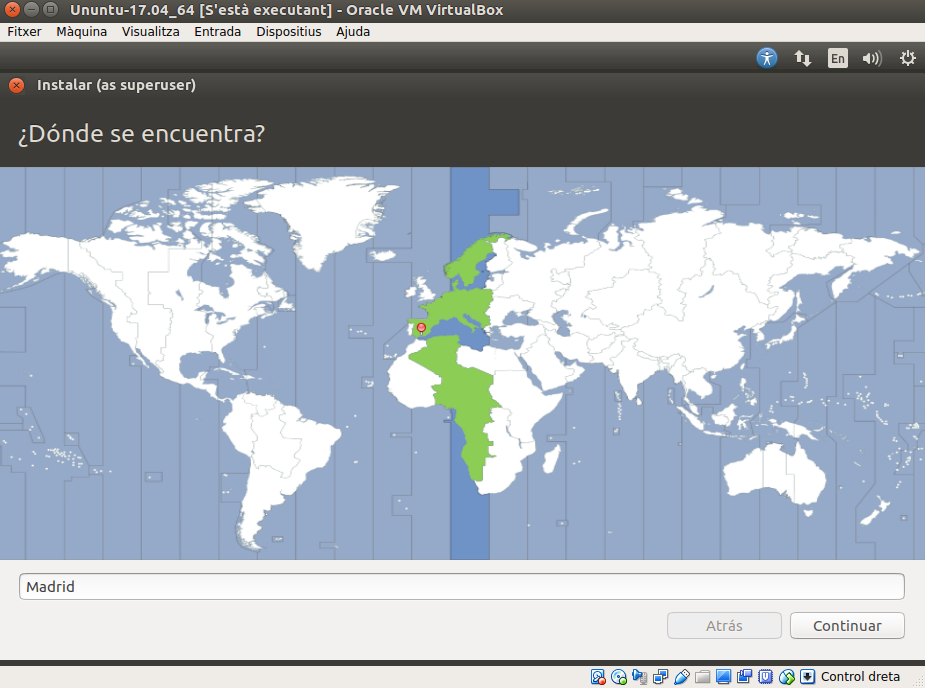 Ununtu-17.04_64 [S'està executant] - Oracle VM VirtualBox
Fitxer Màquina Visualitza Entrada Dispositius Ajuda
En
Instalar (as superuser)
¿Dónde se encuentra?
Madrid
Atrás Continuar
Control dreta